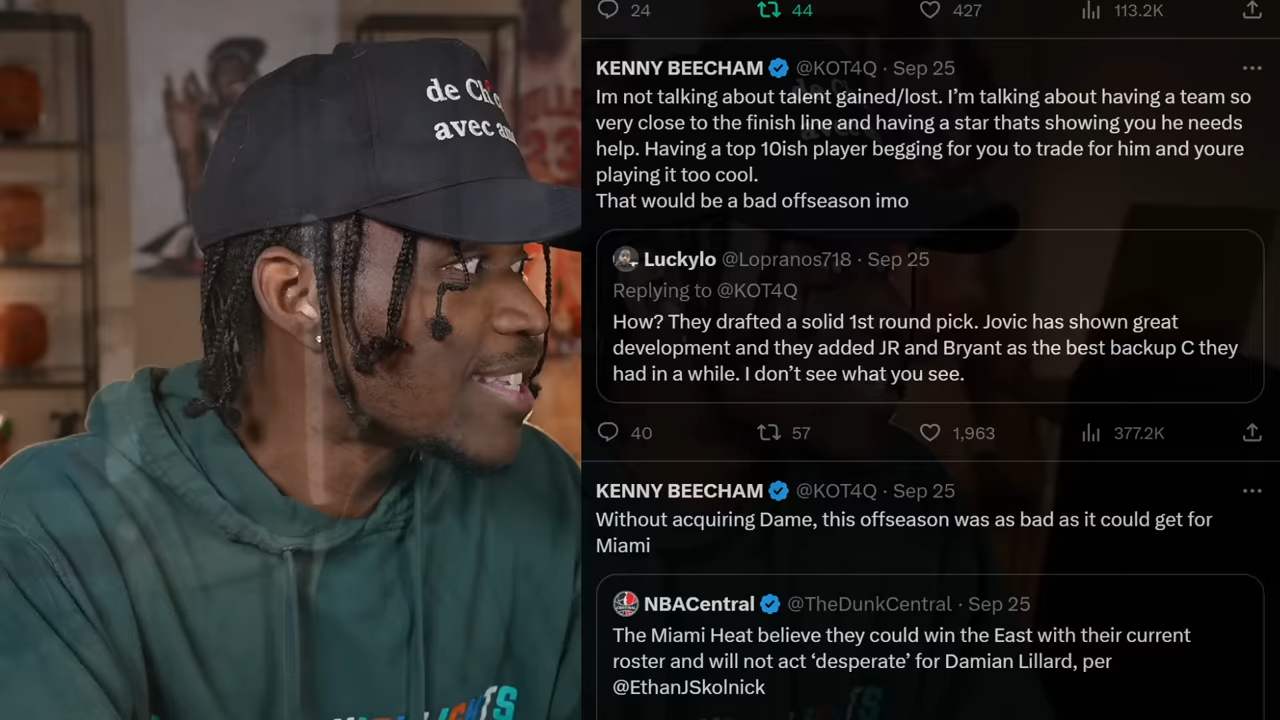 24 44 427 113.2K
KENNY BEECHAM @KOT4Q · Sep 25
Im not talking about talent gained/lost. I’m talking about having a team so
very close to the finish line and having a star thats showing you he needs
help. Having a top 10ish player begging for you to trade for him and youre
playing it too cool.
That would be a bad offseason imo
Luckylo @Lopranos718 · Sep 25
Replying to @KOT4Q
How? They drafted a solid 1st round pick. Jovic has shown great
development and they added JR and Bryant as the best backup C they
had in a while. I don’t see what you see.
40 57 1,963 377.2K
KENNY BEECHAM @KOT4Q · Sep 25
Without acquiring Dame, this offseason was as bad as it could get for
Miami
NBACentral @TheDunkCentral · Sep 25
The Miami Heat believe they could win the East with their current
roster and will not act ‘desperate’ for Damian Lillard, per
@EthanJSkolnick
de
avec
23